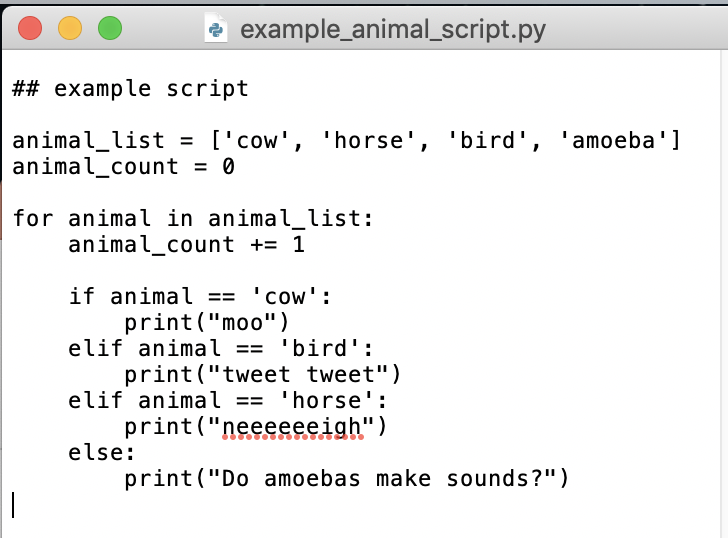 example_animal_script.py
## example script
animal_list = ['cow', 'horse', 'bird', 'amoeba']
animal_count = 0
for animal in animal_list:
    animal_count += 1
    if animal == 'cow':
        print("moo")
    elif animal == 'bird':
        print("tweet tweet")
    elif animal == 'horse':
        print("neeeeeeigh")
    else:
        print("Do amoebas make sounds?")